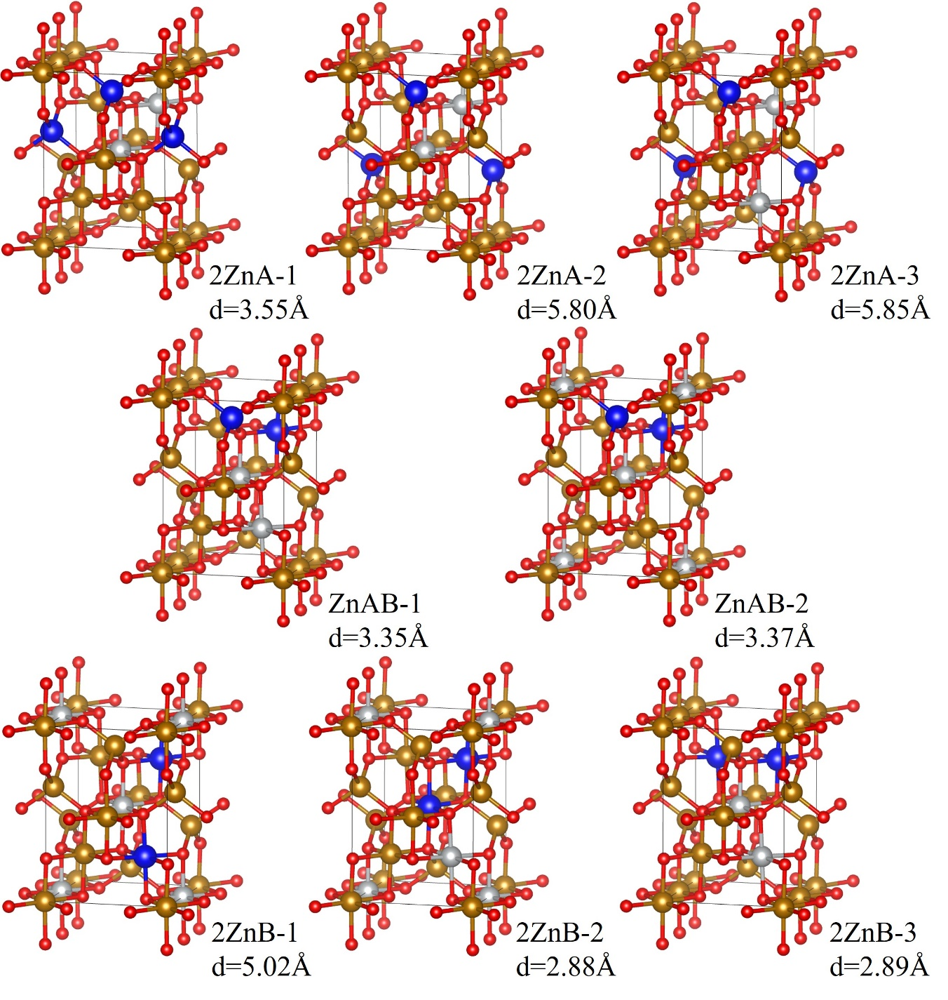 2ZnA-1
d=3.55Å
2ZnA-2
d=5.80Å
2ZnA-3
d=5.85Å
ZnAB-1
d=3.35Å
ZnAB-2
d=3.37Å
2ZnB-1
d=5.02Å
2ZnB-2
d=2.88Å
2ZnB-3
d=2.89Å